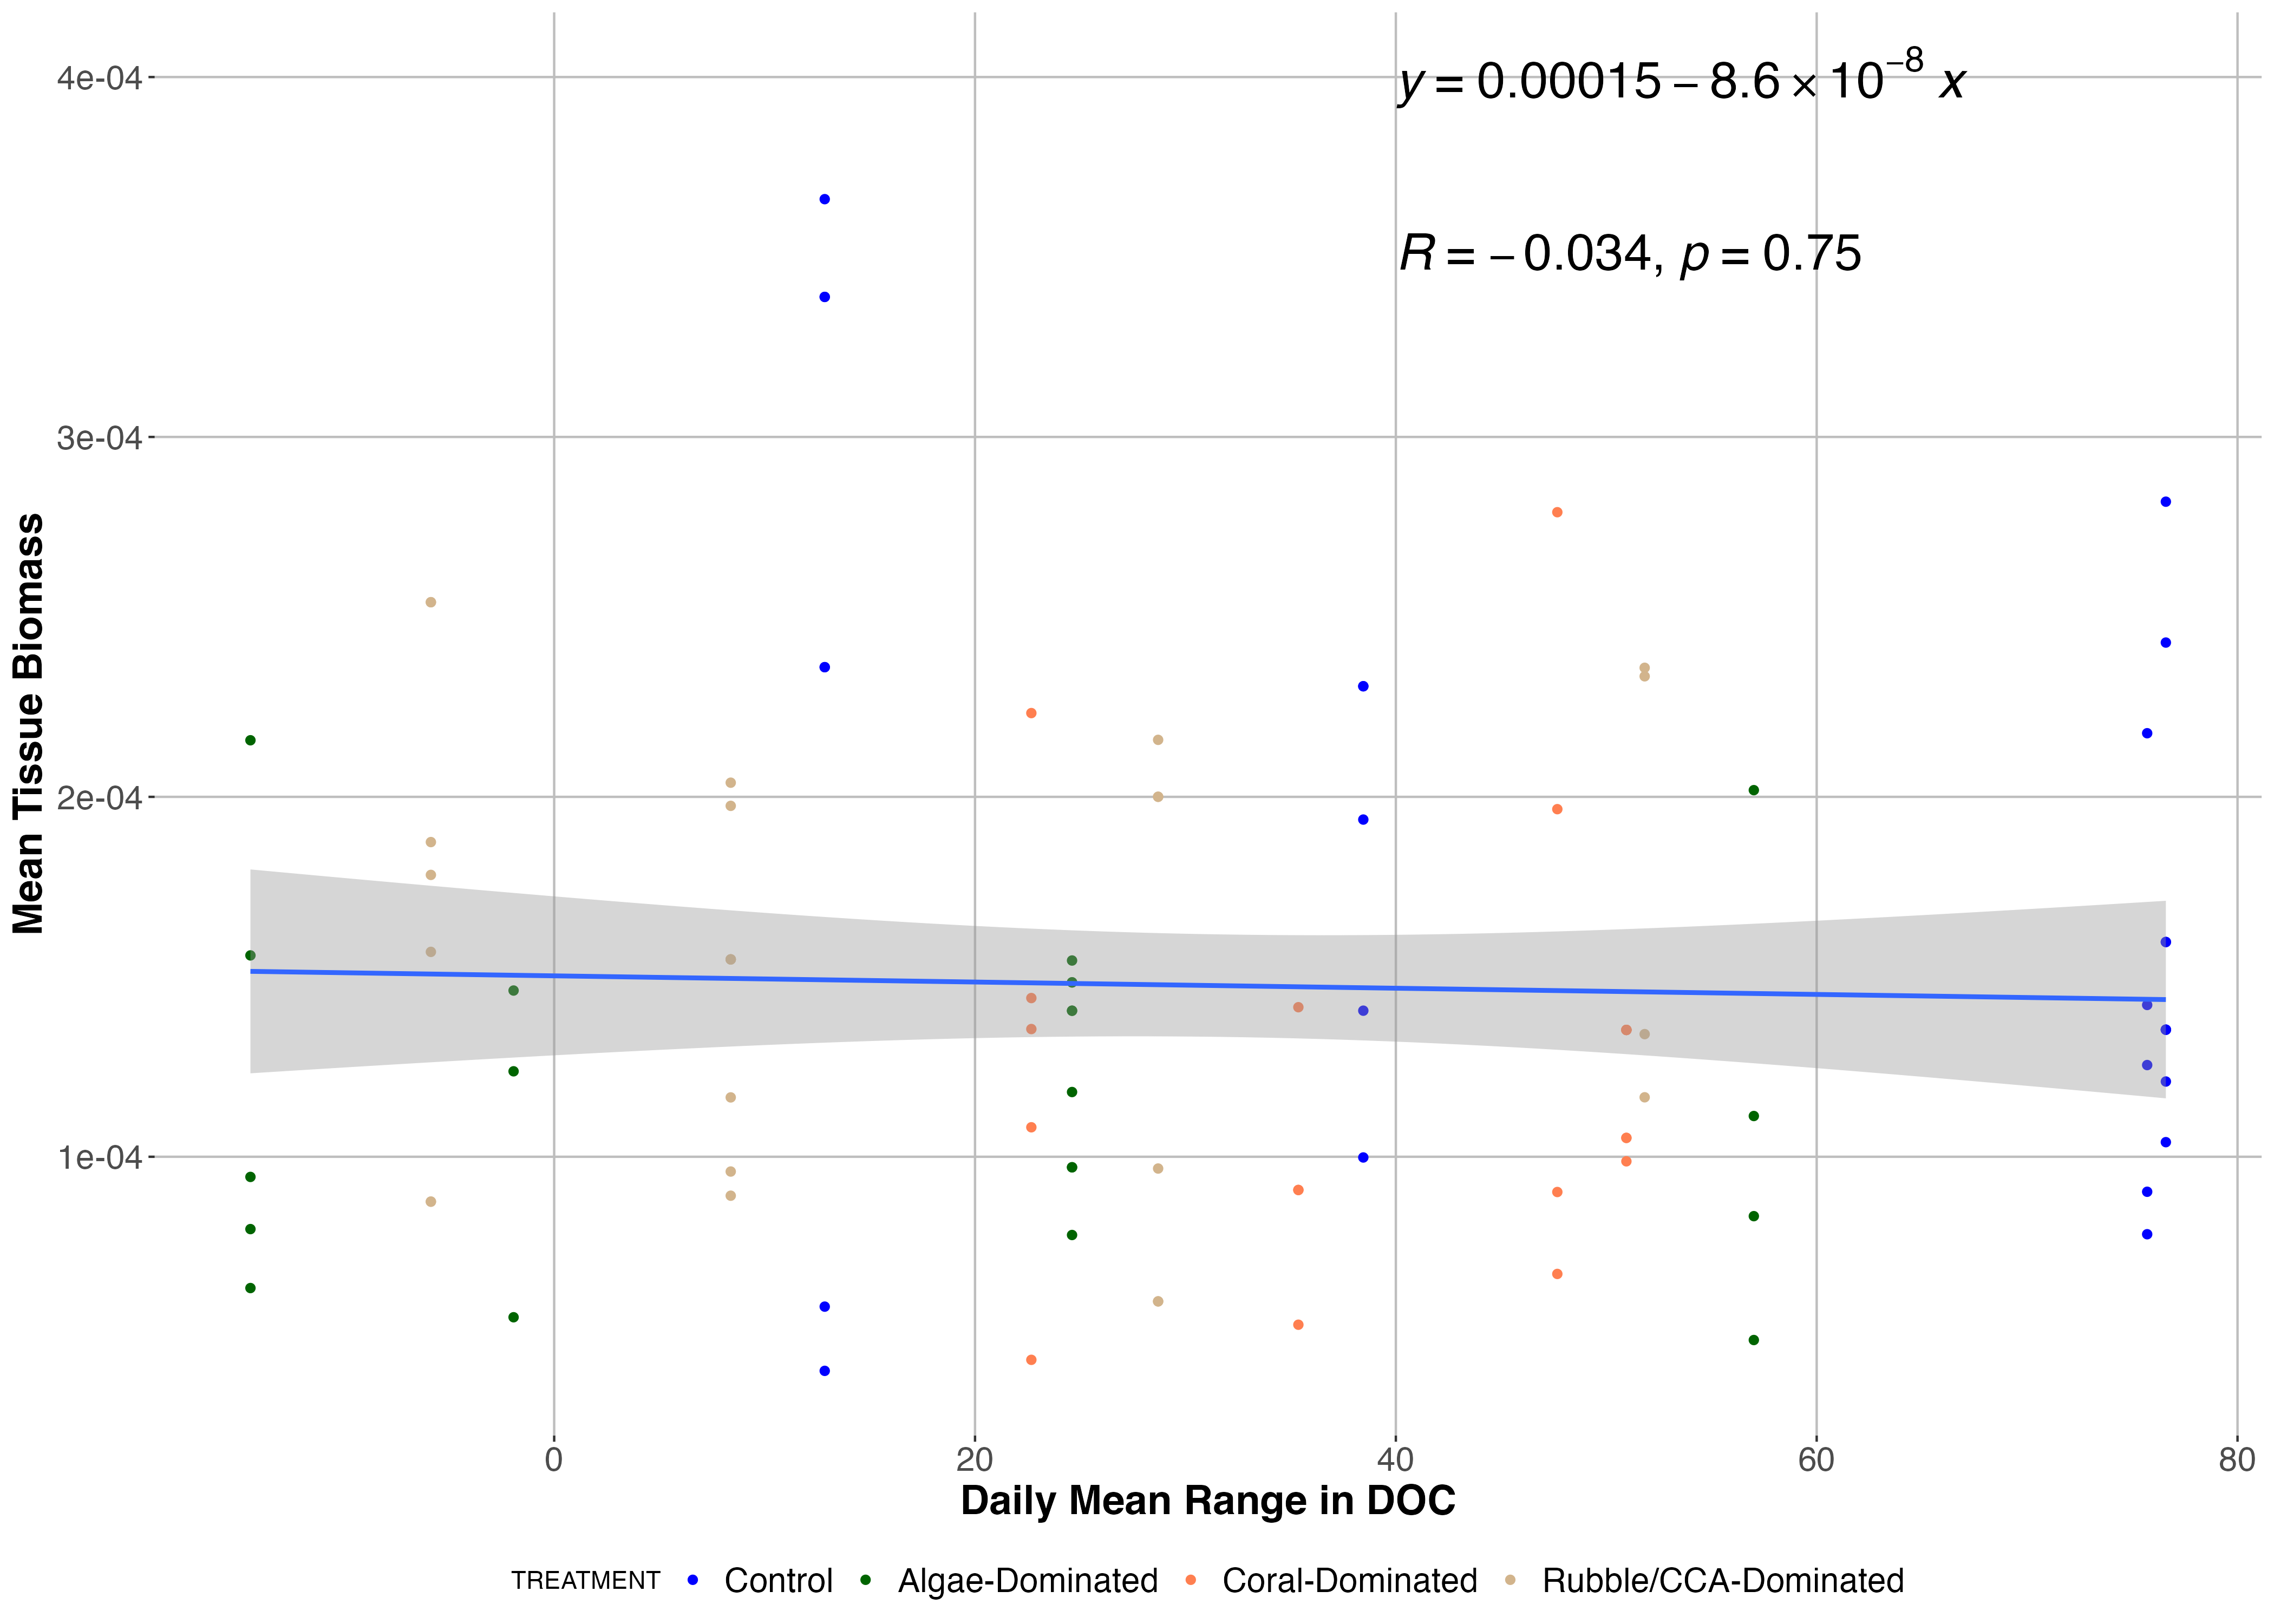 y = 0.00015 − 8.6 × 10⁻⁸ x
R = − 0.034, p = 0.75
4e-04
3e-04
2e-04
1e-04
Mean Tissue Biomass
0 20 40 60 80
Daily Mean Range in DOC
TREATMENT Control Algae-Dominated Coral-Dominated Rubble/CCA-Dominated